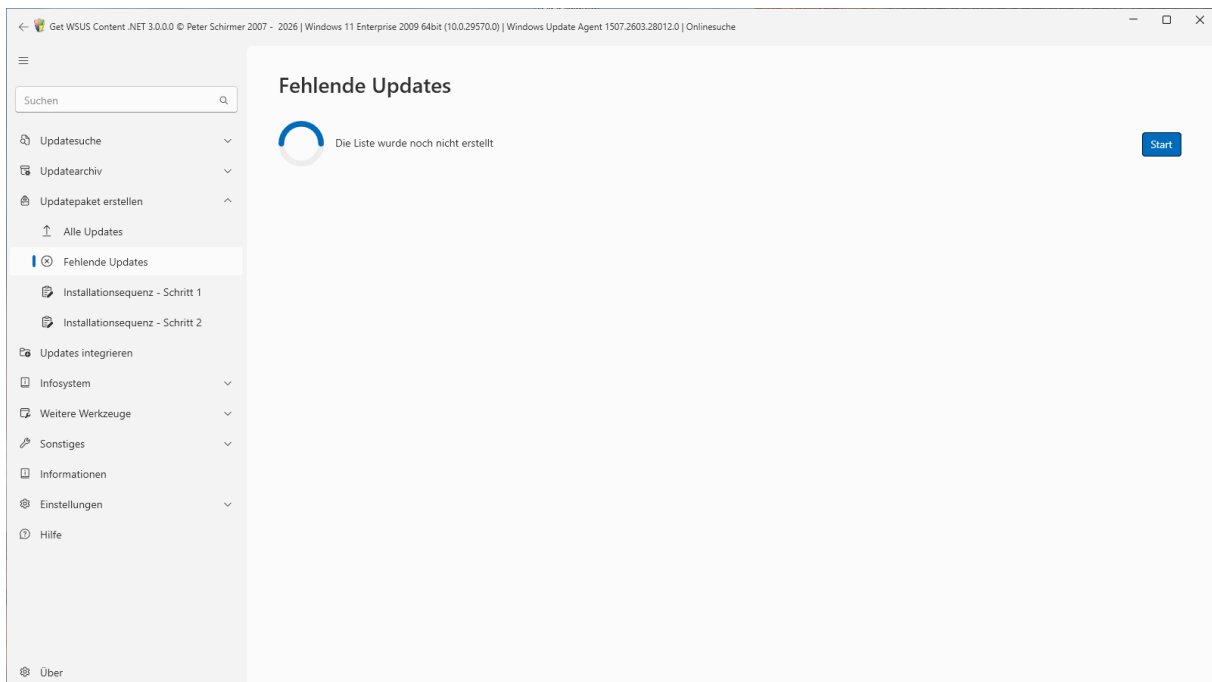 Get WSUS Content .NET 3.0.0.0 © Peter Schirmer 2007 - 2026 | Windows 11 Enterprise 2009 64bit (10.0.29570.0) | Windows Update Agent 1507.2603.28012.0 | Onlinesuche
Suchen
Updatesuche
Updatearchiv
Updatepaket erstellen
Alle Updates
Fehlende Updates
Installationsequenz - Schritt 1
Installationsequenz - Schritt 2
Updates integrieren
Infosystem
Weitere Werkzeuge
Sonstiges
Informationen
Einstellungen
Hilfe
Über
Fehlende Updates
Die Liste wurde noch nicht erstellt
Start